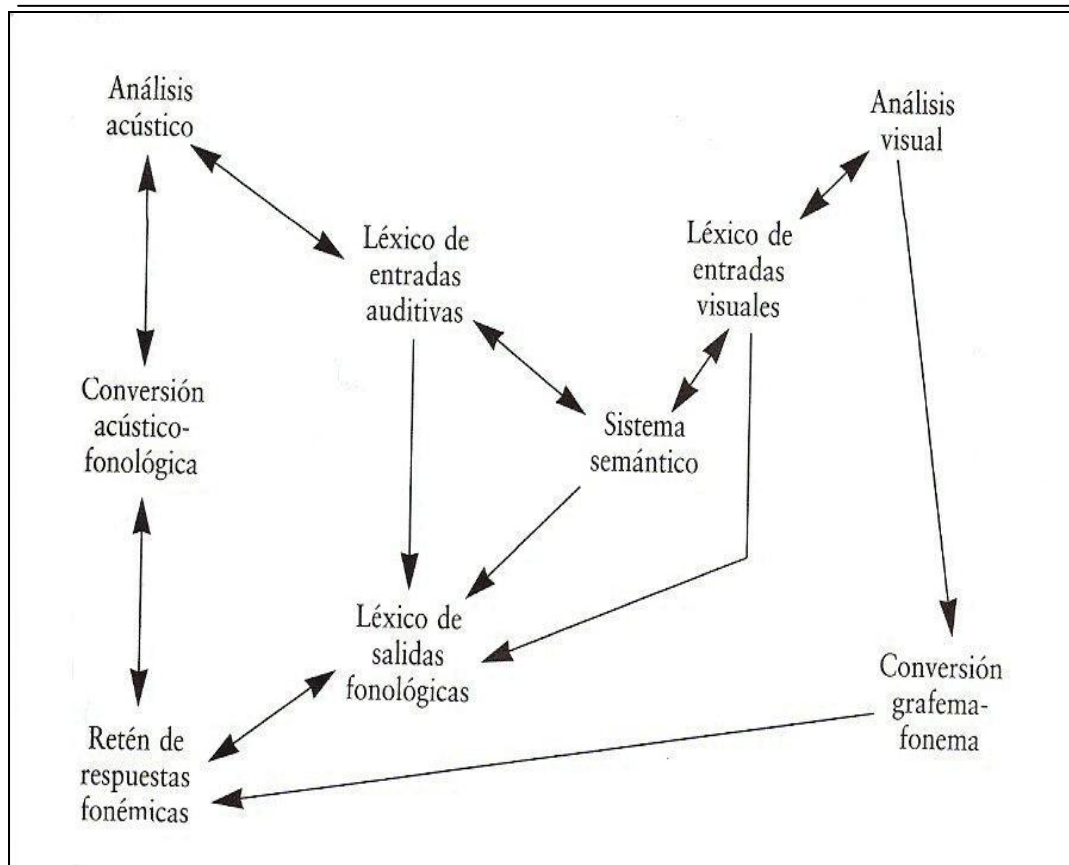 Análisis
acústico
Análisis
visual
Léxico de
entradas
auditivas
Léxico de
entradas
visuales
Conversión
acústico-
fonológica
Sistema
semántico
Léxico de
salidas
fonológicas
Conversión
grafema-
fonema
Retén de
respuestas
fonémicas